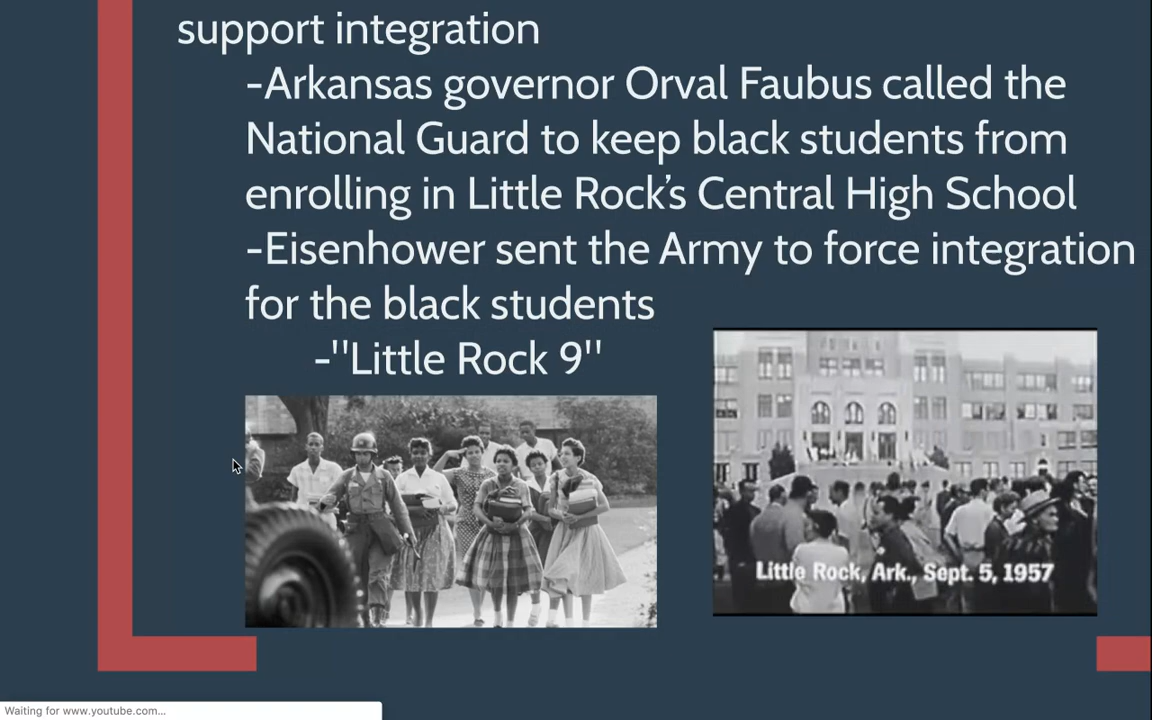 support integration
-Arkansas governor Orval Faubus called the
National Guard to keep black students from
enrolling in Little Rock's Central High School
-Eisenhower sent the Army to force integration
for the black students
-"Little Rock 9"
Little Rock, Ark., Sept. 5, 1957
Waiting for www.youtube.com...